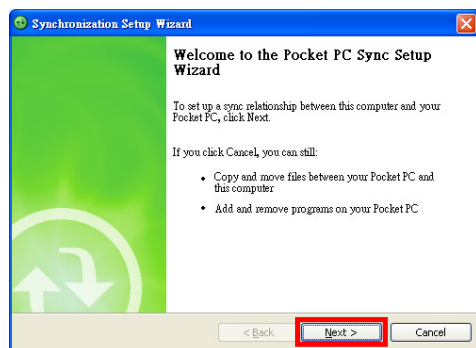 Synchronization Setup Wizard
Welcome to the Pocket PC Sync Setup
Wizard
To set up a sync relationship between this computer and your
Pocket PC, click Next.
If you click Cancel, you can still:
• Copy and move files between your Pocket PC and
this computer
• Add and remove programs on your Pocket PC
< Back Next > Cancel